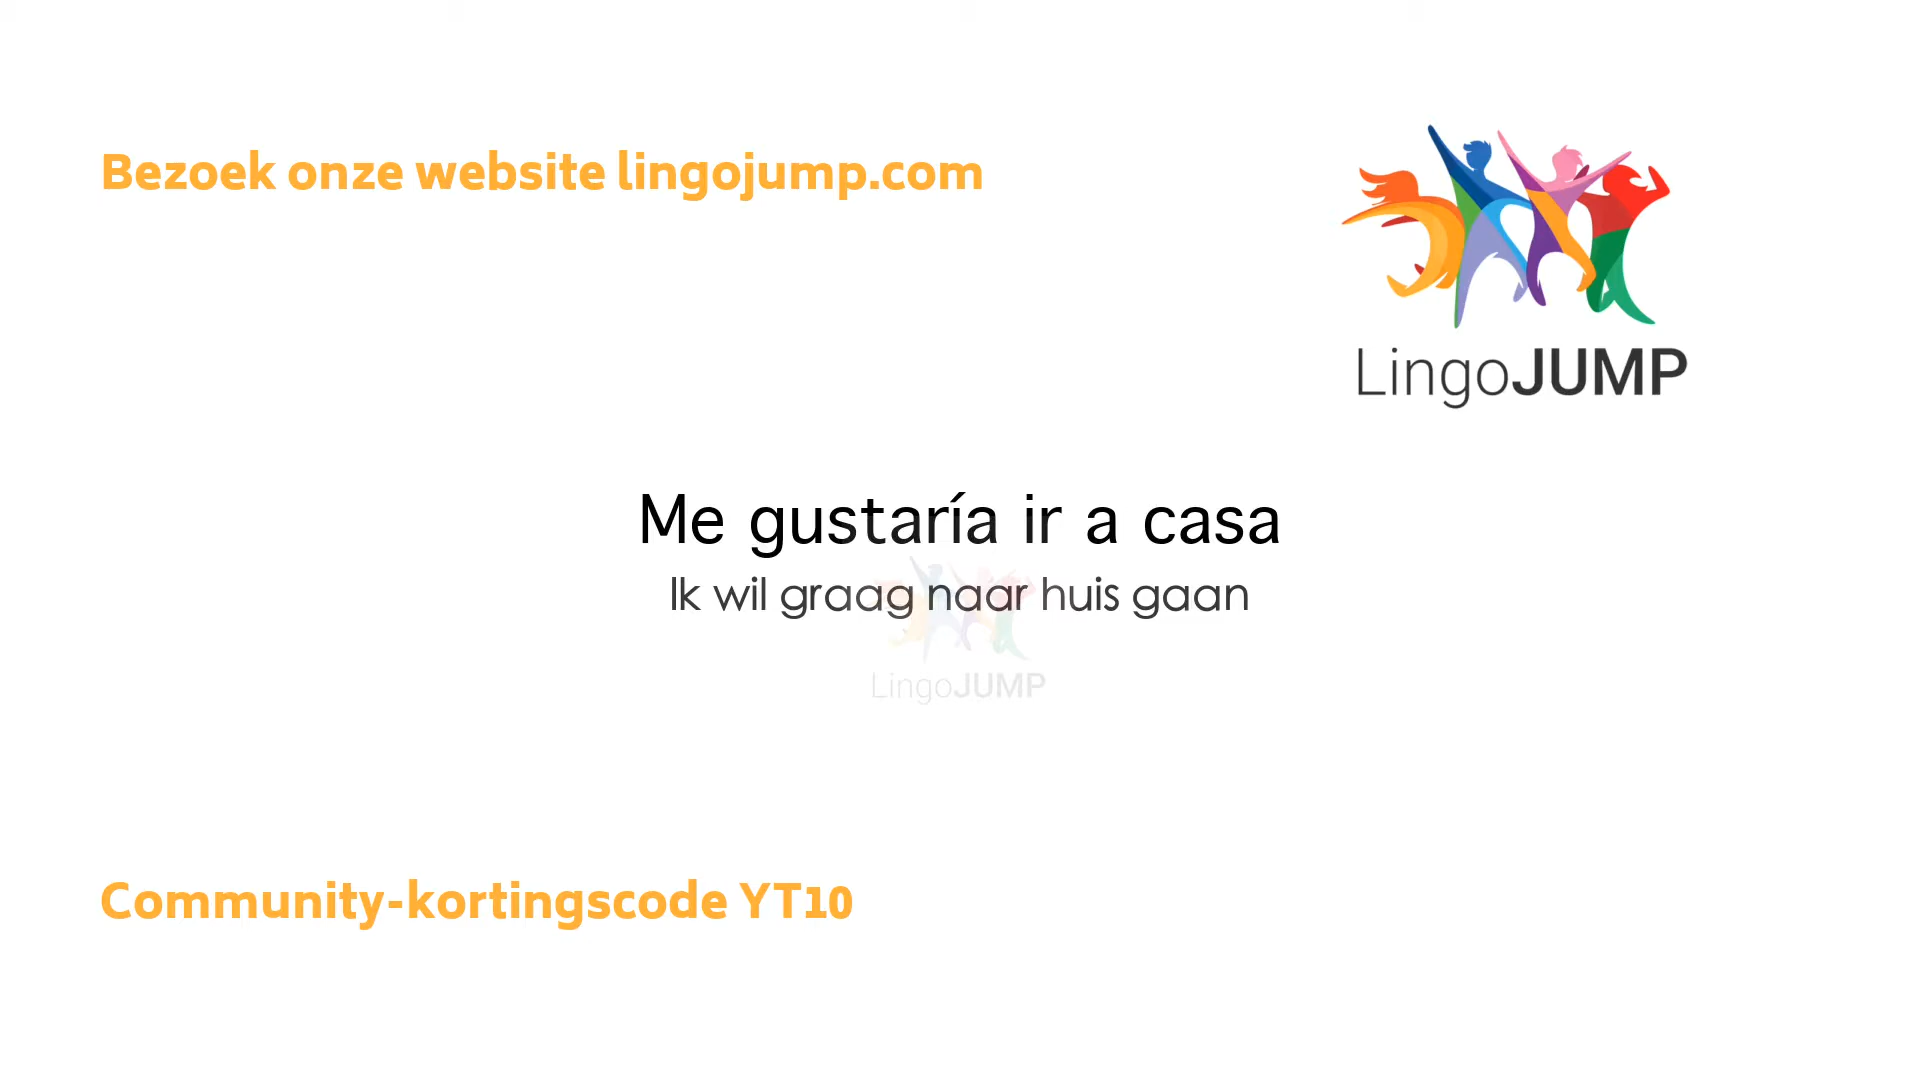 Bezoek onze website lingojump.com
LingoJUMP
Me gustaría ir a casa
Ik wil graag naar huis gaan
LingoJUMP
Community-kortingscode YT10